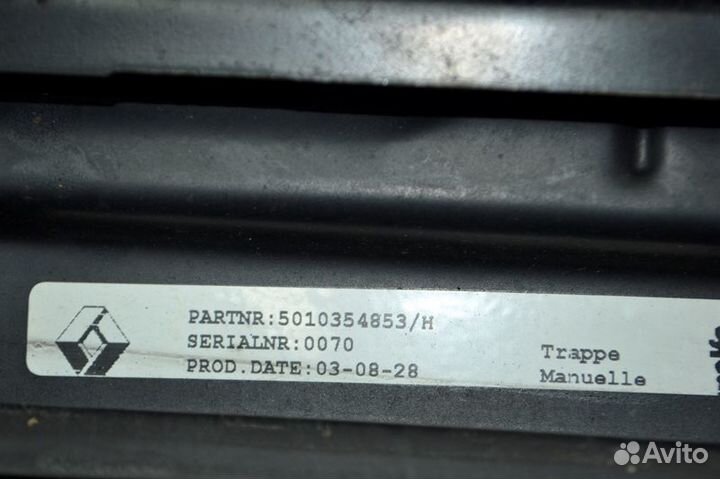 PARTNR:5010354853/H
SERIALNR:0070
PROD.DATE:03-08-28
Trappe
Manuelle
Avito